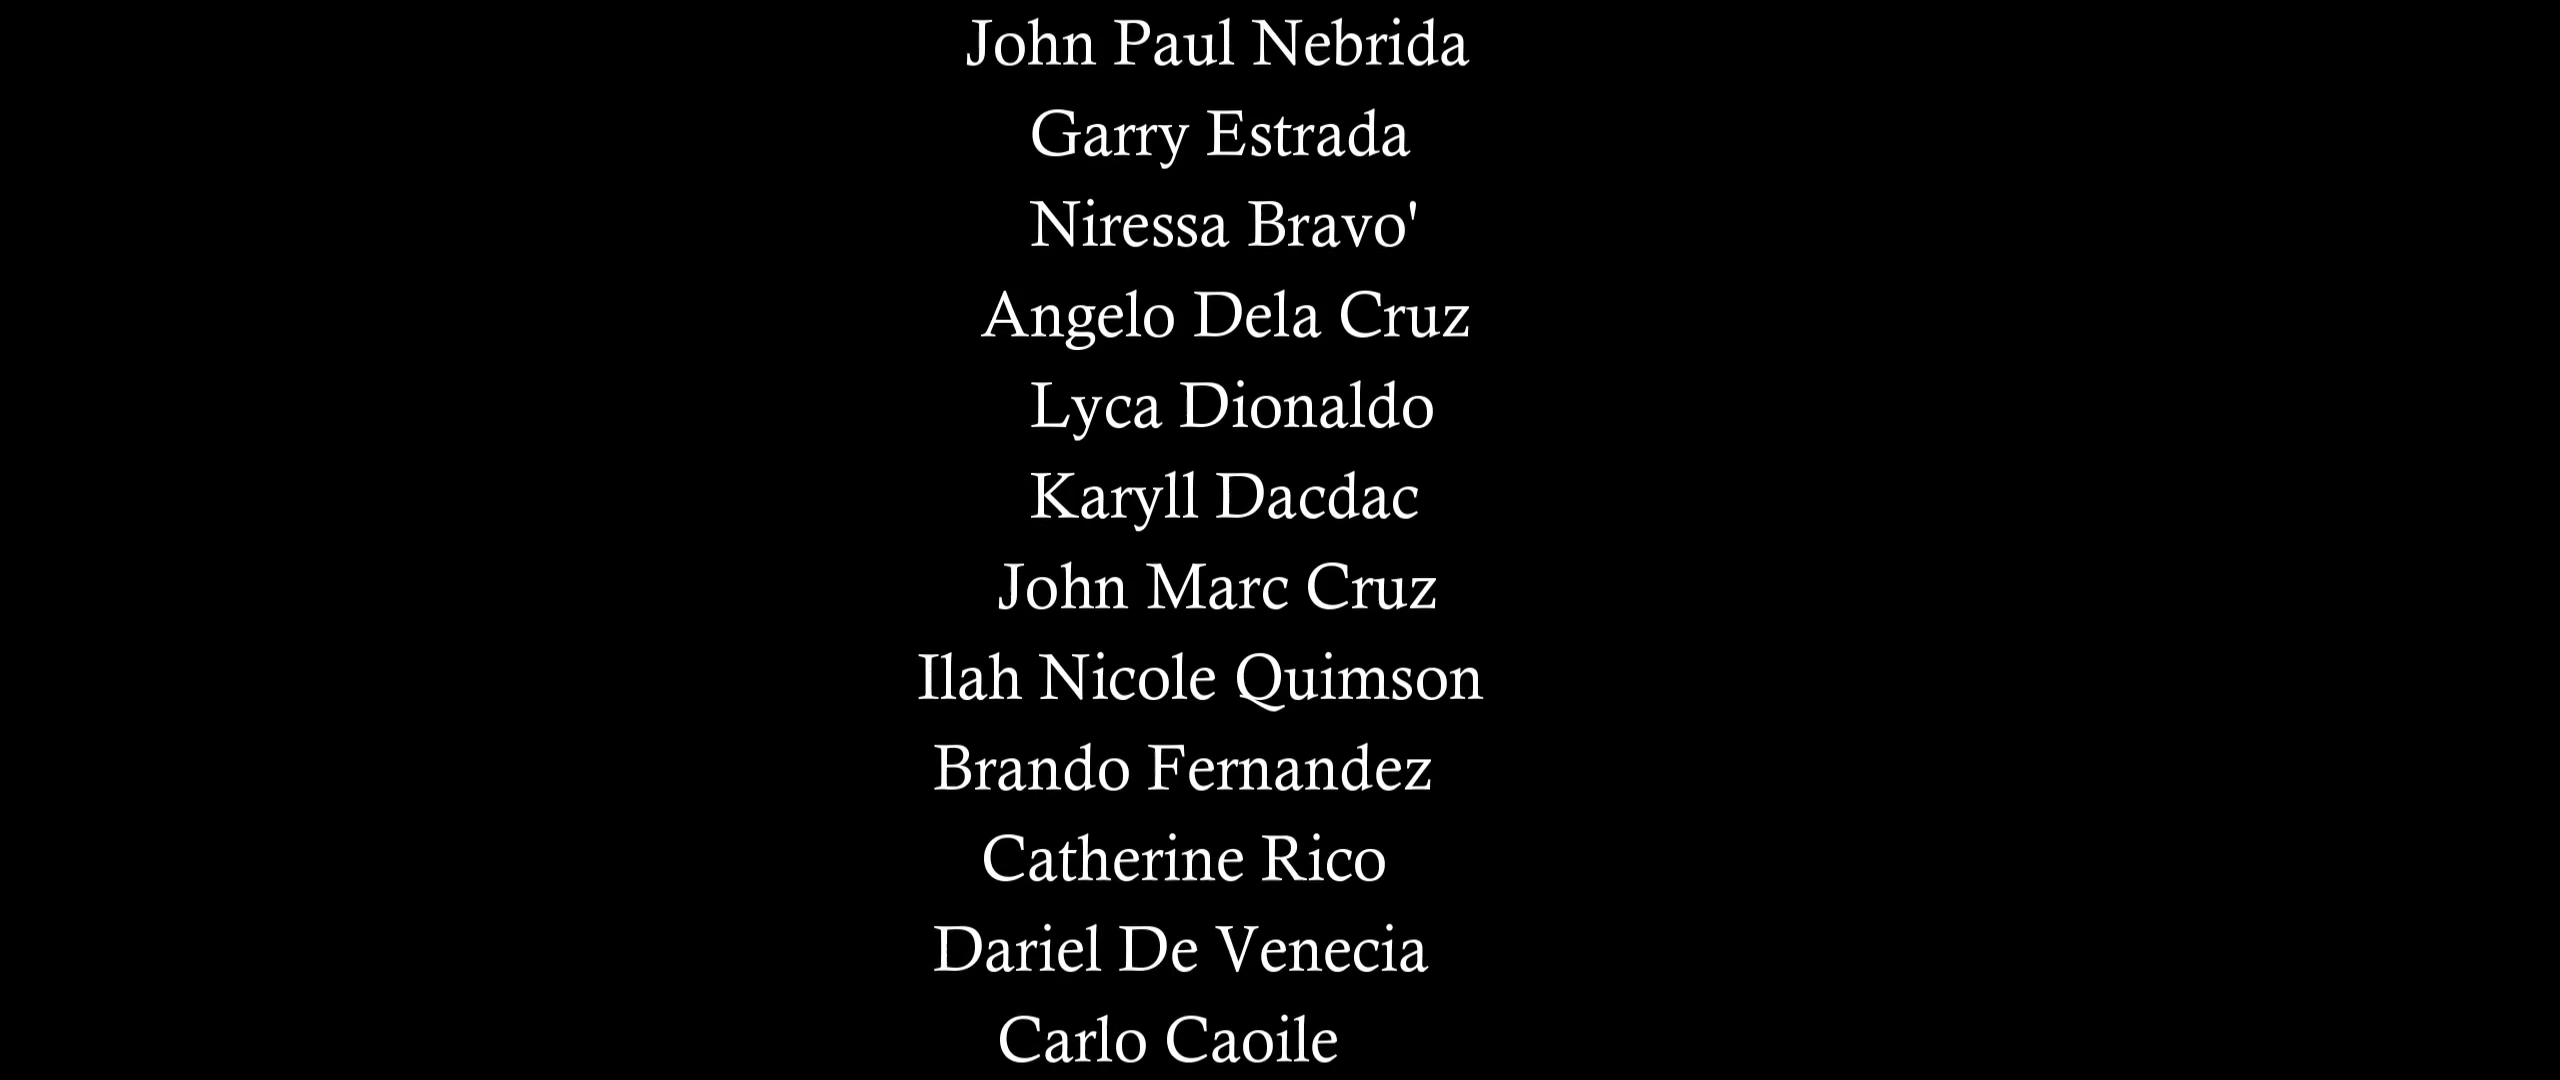 John Paul Nebrida
Garry Estrada
Niressa Bravo'
Angelo Dela Cruz
Lyca Dionaldo
Karyll Dacdac
John Marc Cruz
Ilah Nicole Quimson
Brando Fernandez
Catherine Rico
Dariel De Venecia
Carlo Caoile